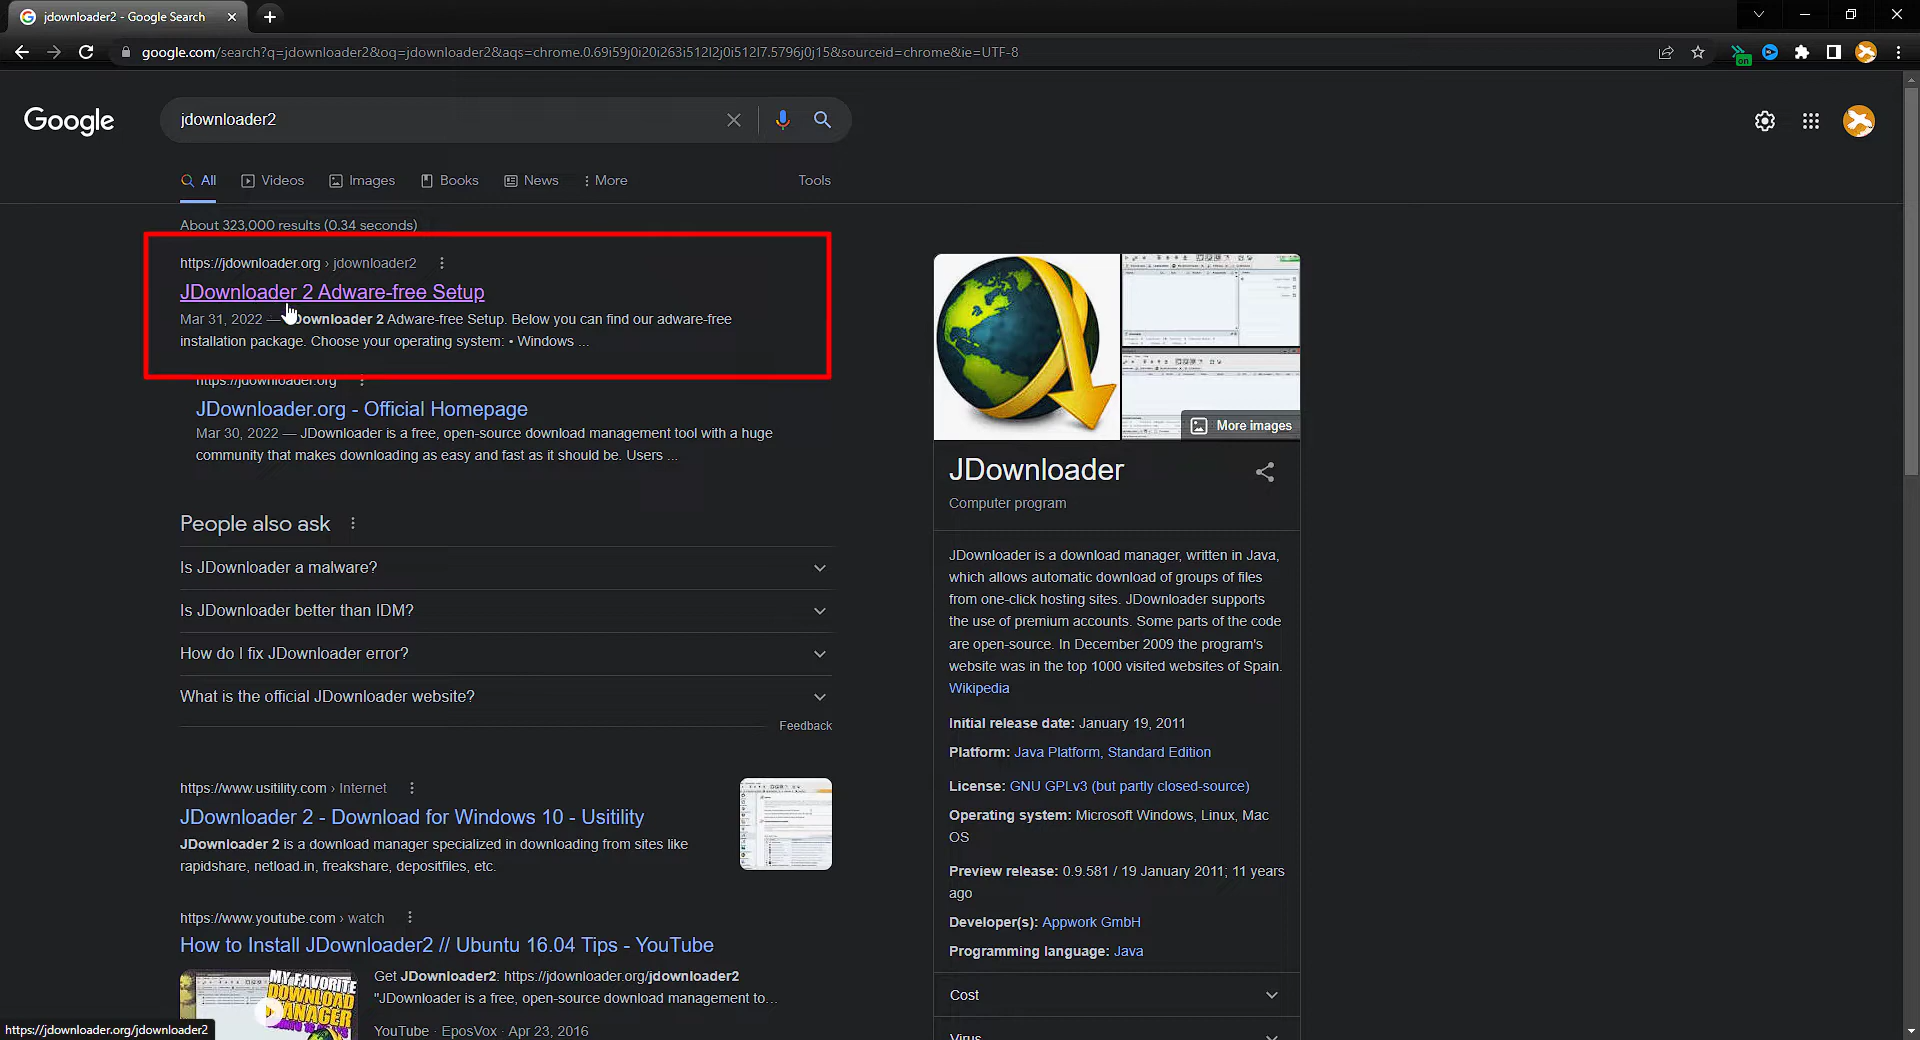 jdownloader2 - Google Search
google.com/search?q=jdownloader2&oq=jdownloader2&aqs=chrome.0.69i59j0i20i263i512l2j0i512l7.5796j0j15&sourceid=chrome&ie=UTF-8
on
Google
jdownloader2
All Videos Images Books News More Tools
About 323,000 results (0.34 seconds)
https://jdownloader.org › jdownloader2
JDownloader 2 Adware-free Setup
Mar 31, 2022 — Downloader 2 Adware-free Setup. Below you can find our adware-free
installation package. Choose your operating system: • Windows ...
https://jdownloader.org
JDownloader.org - Official Homepage
Mar 30, 2022 — JDownloader is a free, open-source download management tool with a huge
community that makes downloading as easy and fast as it should be. Users ...
People also ask
Is JDownloader a malware?
Is JDownloader better than IDM?
How do I fix JDownloader error?
What is the official JDownloader website?
Feedback
https://www.usitility.com › Internet
JDownloader 2 - Download for Windows 10 - Usitility
JDownloader 2 is a download manager specialized in downloading from sites like
rapidshare, netload.in, freakshare, depositfiles, etc.
https://www.youtube.com › watch
How to Install JDownloader2 // Ubuntu 16.04 Tips - YouTube
MY FAVORITE
DOWNLOAD
MANAGER
Get JDownloader2: https://jdownloader.org/jdownloader2
"JDownloader is a free, open-source download management to...
YouTube · EposVox · Apr 23, 2016
https://jdownloader.org/jdownloader2
More images
JDownloader
Computer program
JDownloader is a download manager, written in Java,
which allows automatic download of groups of files
from one-click hosting sites. JDownloader supports
the use of premium accounts. Some parts of the code
are open-source. In December 2009 the program's
website was in the top 1000 visited websites of Spain.
Wikipedia
Initial release date: January 19, 2011
Platform: Java Platform, Standard Edition
License: GNU GPLv3 (but partly closed-source)
Operating system: Microsoft Windows, Linux, Mac
OS
Preview release: 0.9.581 / 19 January 2011; 11 years
ago
Developer(s): Appwork GmbH
Programming language: Java
Cost
Virus